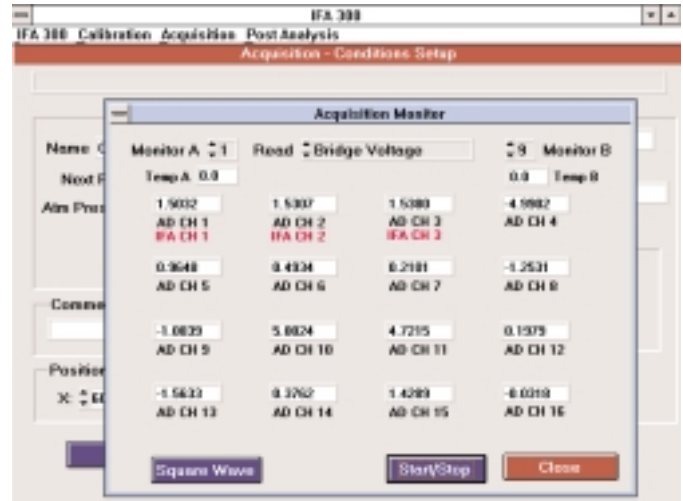 IFA 300
IFA 300 Calibration Acquisition Post Analysis
Acquisition - Conditions Setup
Acquisition Monitor
Name
Monitor A 1 Read Bridge Voltage 9 Monitor B
Next
Temp A 0.0 0.0 Temp B
Atm Pres
1.5032 1.5307 1.5380 -4.9902
AD CH 1 AD CH 2 AD CH 3 AD CH 4
IFA CH 1 IFA CH 2 IFA CH 3
0.9640 0.4934 0.2101 -1.2531
AD CH 5 AD CH 6 AD CH 7 AD CH 8
Comme
-1.0039 5.0024 4.7215 0.1979
AD CH 9 AD CH 10 AD CH 11 AD CH 12
Position
X:
-1.5633 0.3762 1.4209 -0.0318
AD CH 13 AD CH 14 AD CH 15 AD CH 16
Square Wave Start/Stop Close